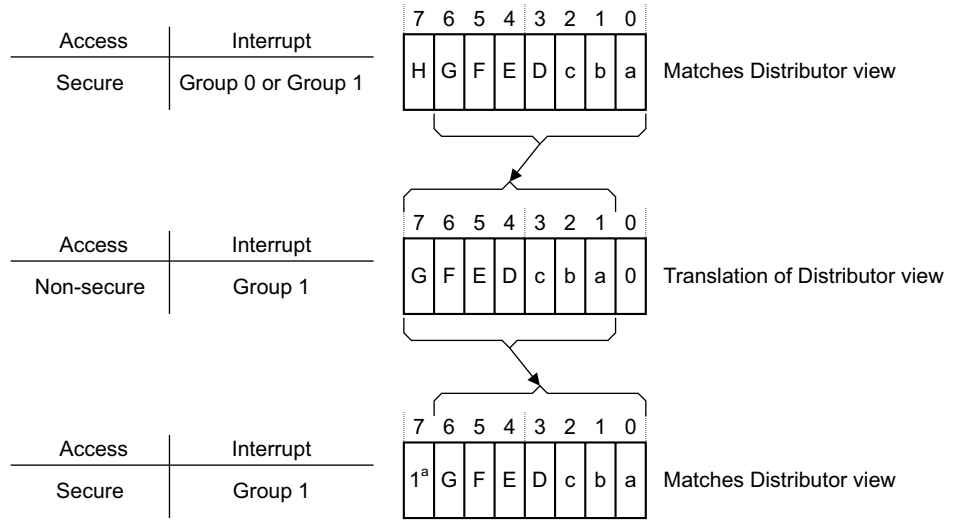 7 6 5 4 3 2 1 0
Access Interrupt
Secure Group 0 or Group 1 H G F E D c b a Matches Distributor view
7 6 5 4 3 2 1 0
Access Interrupt
Non-secure Group 1 G F E D c b a 0 Translation of Distributor view
7 6 5 4 3 2 1 0
Access Interrupt
Secure Group 1 1ᵃ G F E D c b a Matches Distributor view